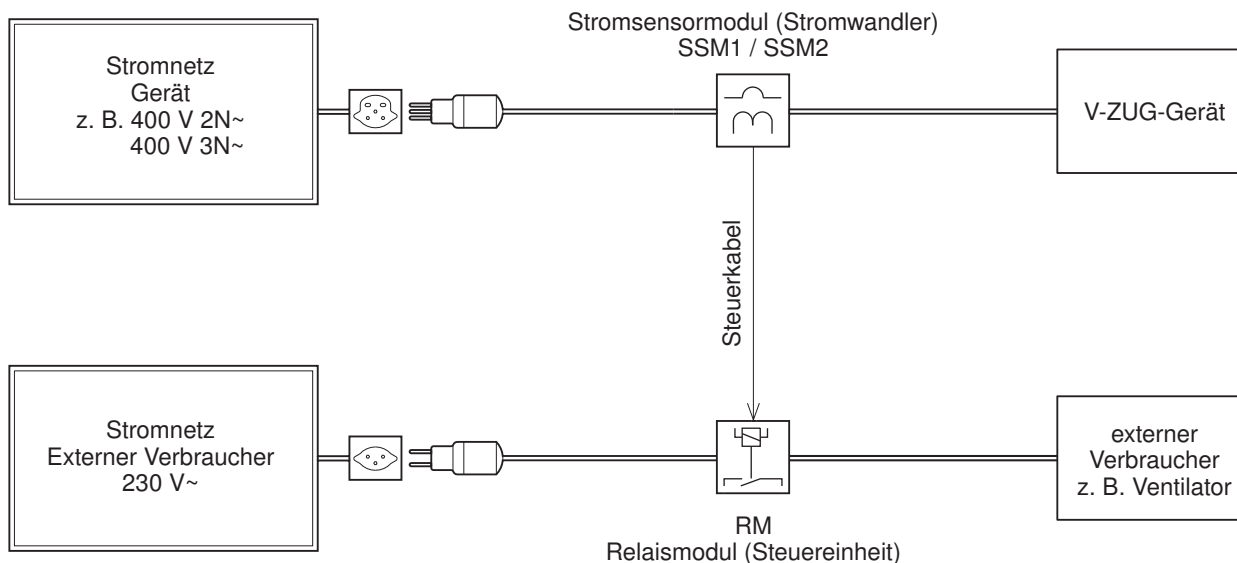 Stromsensormodul (Stromwandler)
SSM1 / SSM2
Stromnetz
Gerät
z. B. 400 V 2N~
400 V 3N~
V-ZUG-Gerät
Steuerkabel
Stromnetz
Externer Verbraucher
230 V~
externer
Verbraucher
z. B. Ventilator
RM
Relaismodul (Steuereinheit)